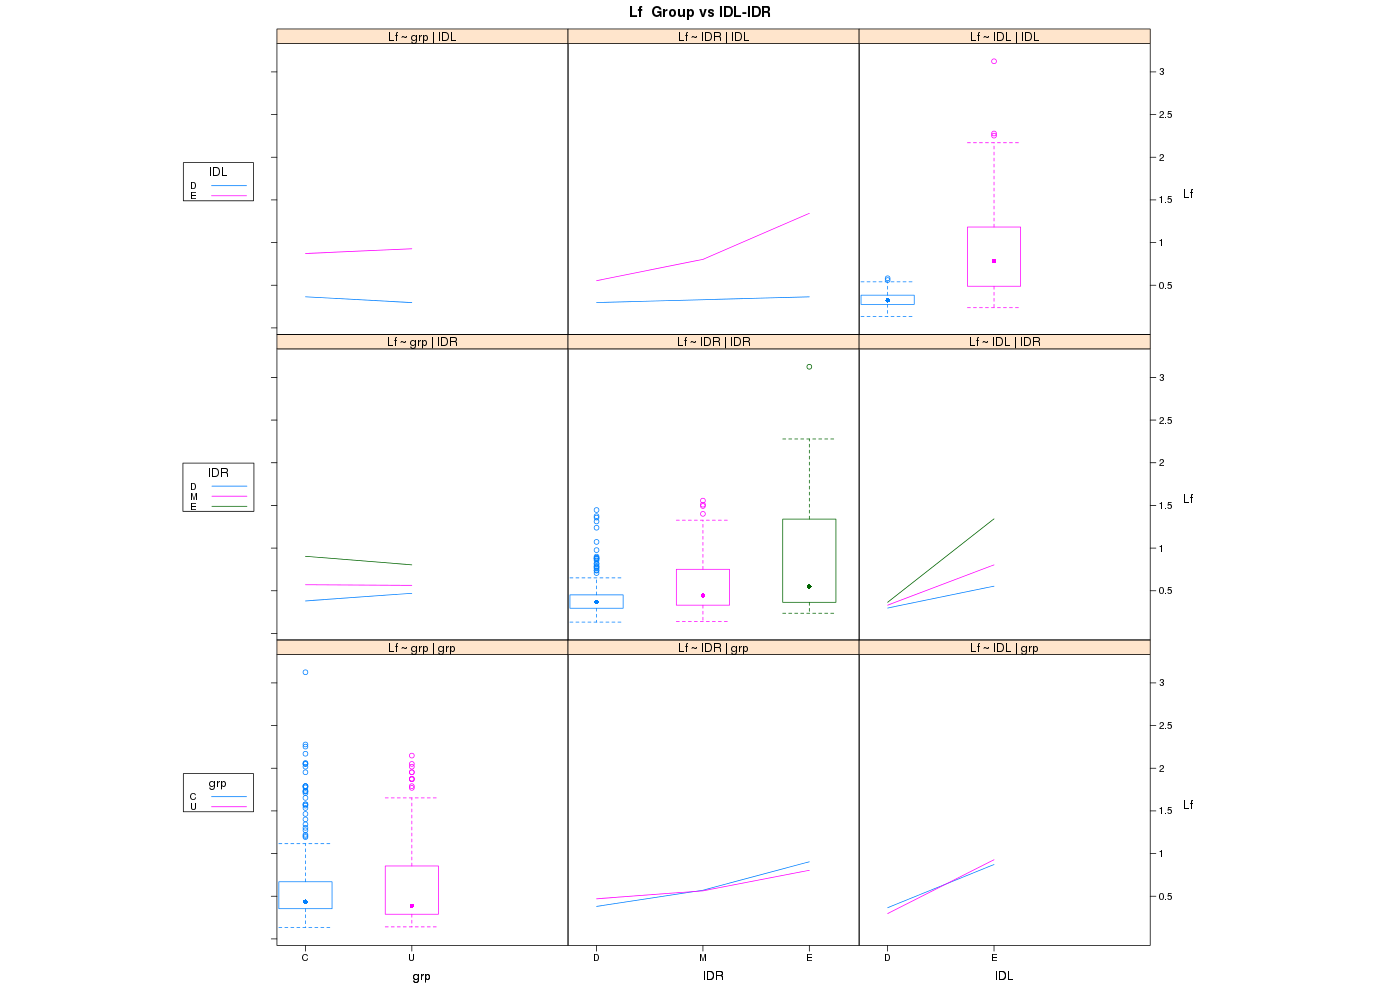 Lf  Group vs IDL-IDR
Lf ~ grp | IDL
Lf ~ IDR | IDL
Lf ~ IDL | IDL
3
2.5
2
1.5
1
0.5
Lf
IDL
D
E
Lf ~ grp | IDR
Lf ~ IDR | IDR
Lf ~ IDL | IDR
3
2.5
2
1.5
1
0.5
Lf
IDR
D
M
E
Lf ~ grp | grp
Lf ~ IDR | grp
Lf ~ IDL | grp
3
2.5
2
1.5
1
0.5
Lf
grp
C
U
C U D M E D E
grp IDR IDL